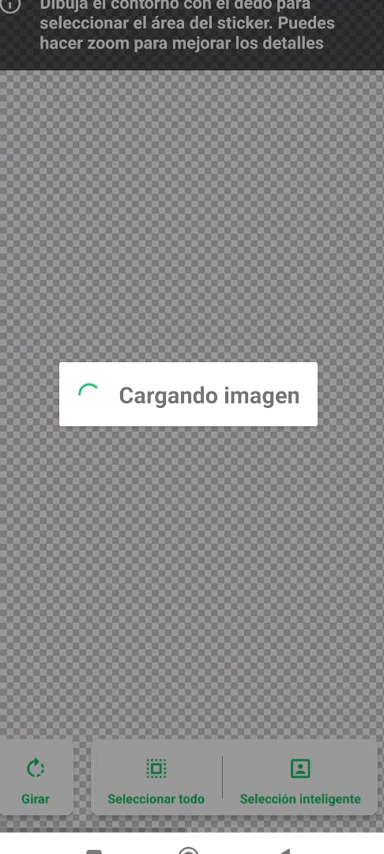 Dibuja el contorno con el dedo para
seleccionar el área del sticker. Puedes
hacer zoom para mejorar los detalles
Cargando imagen
Girar
Seleccionar todo
Selección inteligente